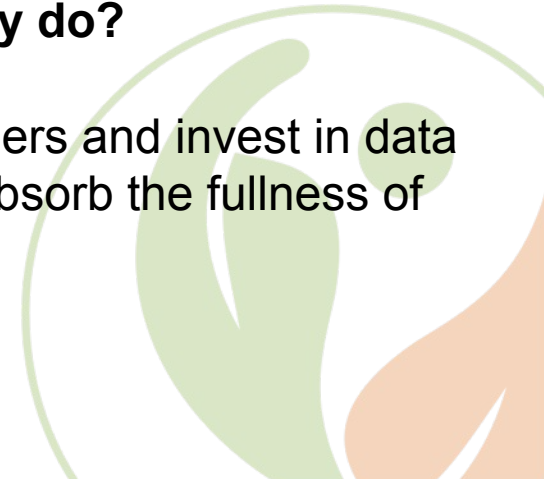 y do?
ers and invest in data
bsorb the fullness of